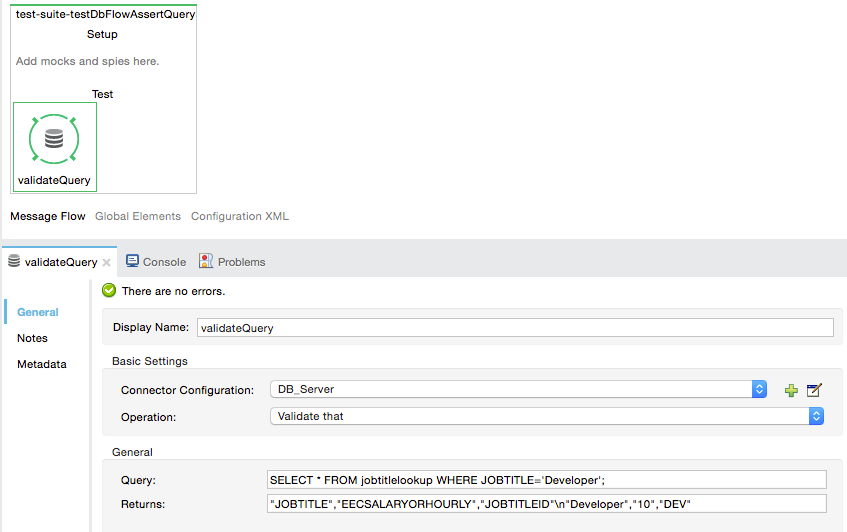 test-suite-testDbFlowAssertQuery
Setup
Add mocks and spies here.
Test
validateQuery
Message Flow Global Elements Configuration XML
validateQuery Console Problems
There are no errors.
General
Notes
Metadata
Display Name: validateQuery
Basic Settings
Connector Configuration: DB_Server
Operation: Validate that
General
Query: SELECT * FROM jobtitlelookup WHERE JOBTITLE='Developer';
Returns: "JOBTITLE","EECSALARYORHOURLY","JOBTITLEID"\n"Developer","10","DEV"